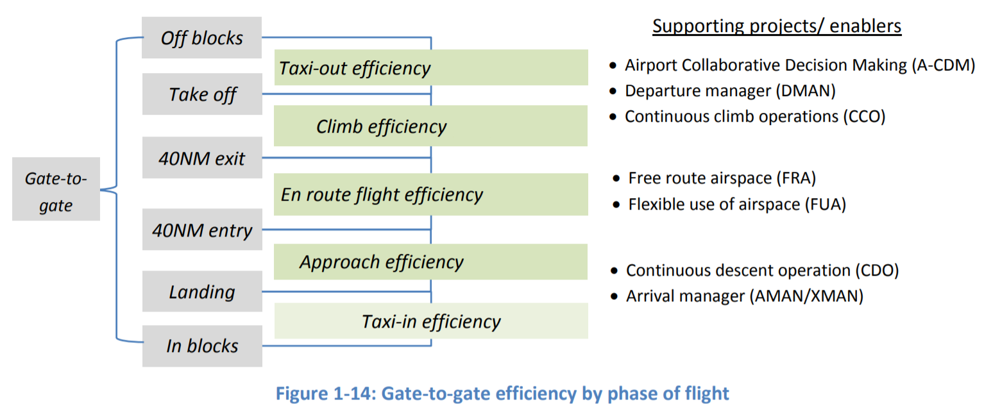 Supporting projects/ enablers
Off blocks
Taxi-out efficiency
• Airport Collaborative Decision Making (A-CDM)
Take off
• Departure manager (DMAN)
Climb efficiency
• Continuous climb operations (CCO)
40NM exit
Gate-to-
gate
En route flight efficiency
• Free route airspace (FRA)
• Flexible use of airspace (FUA)
40NM entry
Approach efficiency
• Continuous descent operation (CDO)
Landing
• Arrival manager (AMAN/XMAN)
Taxi-in efficiency
In blocks
Figure 1-14: Gate-to-gate efficiency by phase of flight